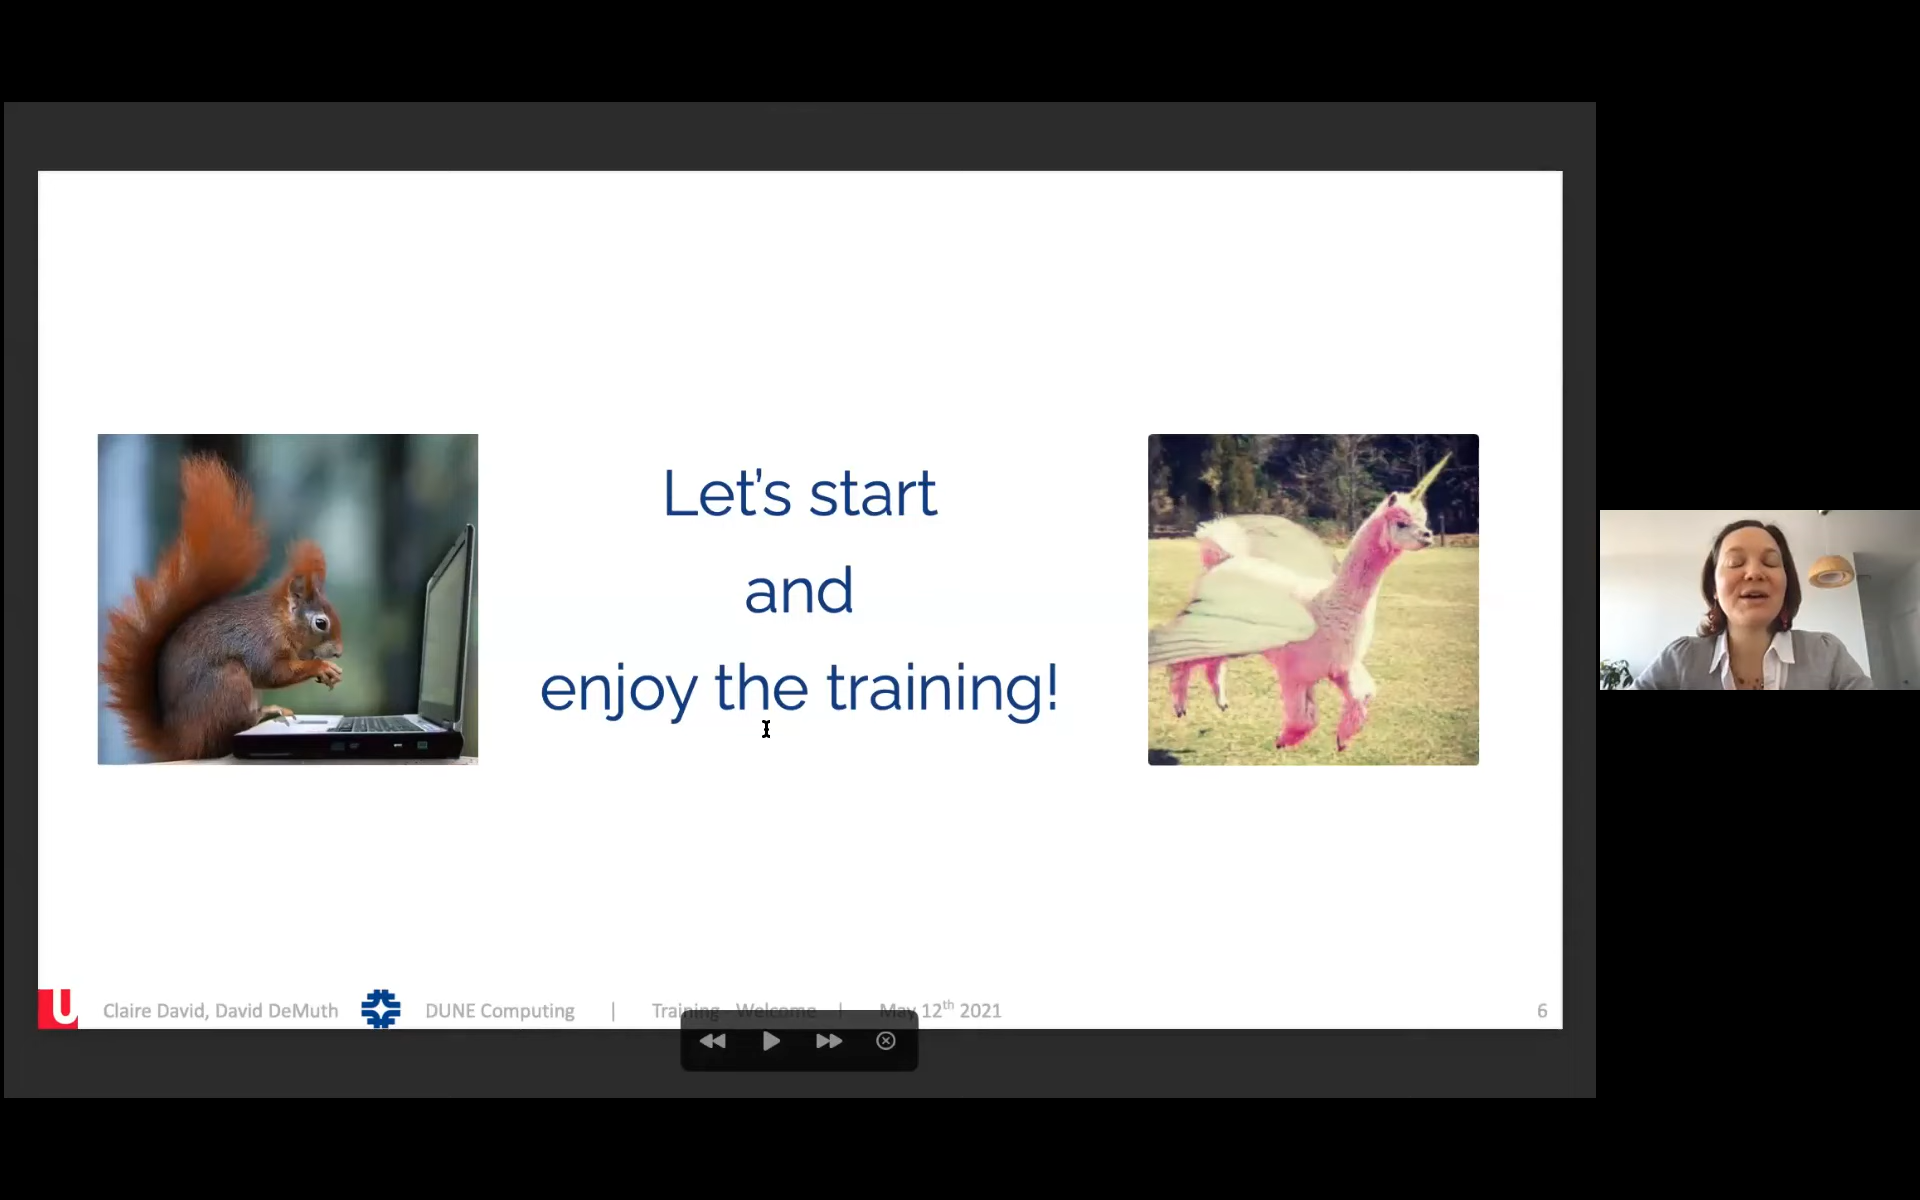 Let's start
and
enjoy the training!
U
Claire David, David DeMuth DUNE Computing | Training Welcome | May 12th 2021 6